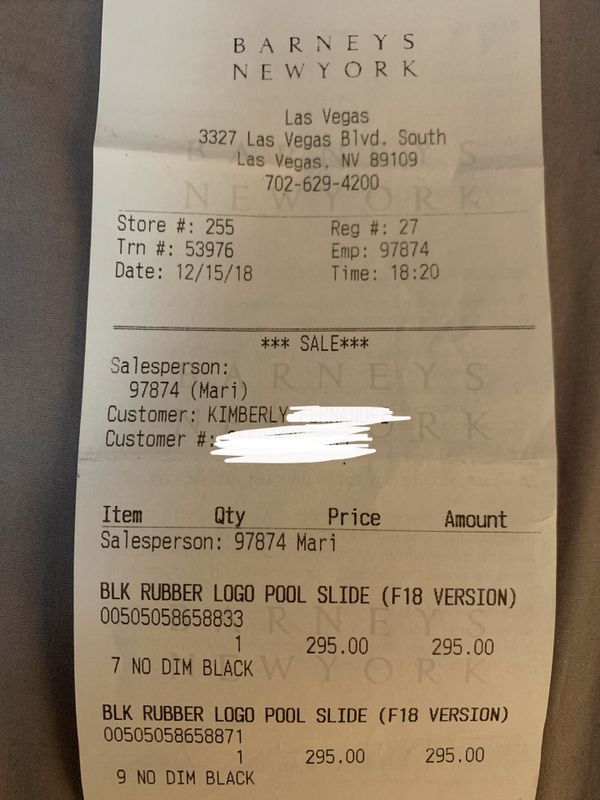 BARNEYS
NEW YORK
Las Vegas
3327 Las Vegas Blvd. South
Las Vegas, NV 89109
702-629-4200
Store #: 255 Reg #: 27
Trn #: 53976 Emp: 97874
Date: 12/15/18 Time: 18:20
*** SALE***
Salesperson:
97874 (Mari)
Customer: KIMBERLY
Customer #:
Item Qty Price Amount
Salesperson: 97874 Mari
BLK RUBBER LOGO POOL SLIDE (F18 VERSION)
00505058658833
1 295.00 295.00
7 NO DIM BLACK
BLK RUBBER LOGO POOL SLIDE (F18 VERSION)
00505058658871
1 295.00 295.00
9 NO DIM BLACK